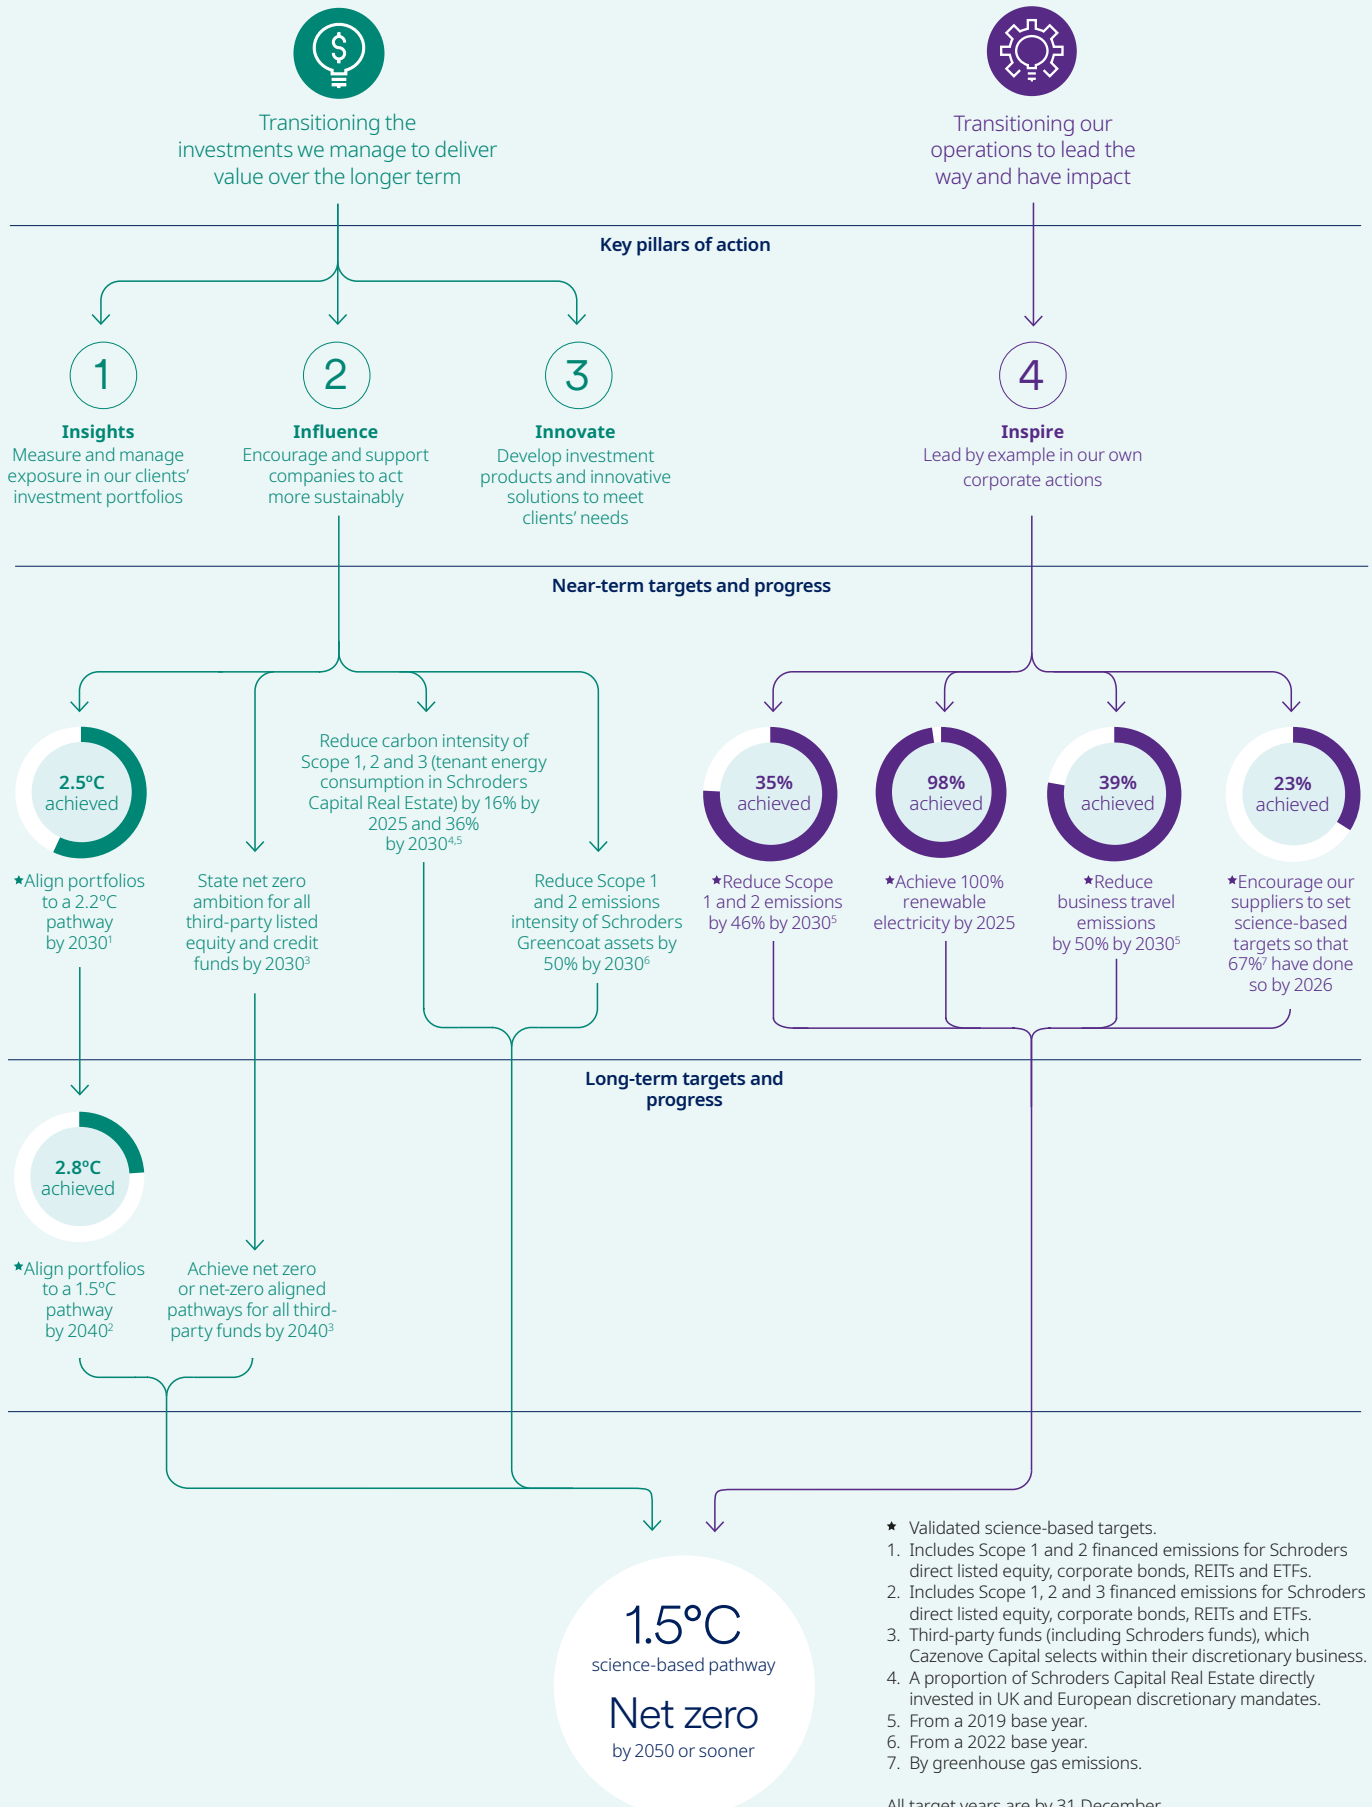 $
Transitioning the
investments we manage to deliver
value over the longer term
Transitioning our
operations to lead the
way and have impact
Key pillars of action
1
Insights
Measure and manage
exposure in our clients’
investment portfolios
2
Influence
Encourage and support
companies to act
more sustainably
3
Innovate
Develop investment
products and innovative
solutions to meet
clients’ needs
4
Inspire
Lead by example in our own
corporate actions
Near-term targets and progress
2.5ºC
achieved
★Align portfolios
to a 2.2ºC
pathway
by 2030¹
State net zero
ambition for all
third-party listed
equity and credit
funds by 2030³
Reduce carbon intensity of
Scope 1, 2 and 3 (tenant energy
consumption in Schroders
Capital Real Estate) by 16% by
2025 and 36%
by 2030⁴,⁵
Reduce Scope 1
and 2 emissions
intensity of Schroders
Greencoat assets by
50% by 2030⁶
35%
achieved
★Reduce Scope
1 and 2 emissions
by 46% by 2030⁵
98%
achieved
★Achieve 100%
renewable
electricity by 2025
39%
achieved
★Reduce
business travel
emissions
by 50% by 2030⁵
23%
achieved
★Encourage our
suppliers to set
science-based
targets so that
67%⁷ have done
so by 2026
Long-term targets and
progress
2.8ºC
achieved
★Align portfolios
to a 1.5ºC
pathway
by 2040²
Achieve net zero
or net-zero aligned
pathways for all third-
party funds by 2040³
1.5°C
science-based pathway
Net zero
by 2050 or sooner
★ Validated science-based targets.
1. Includes Scope 1 and 2 financed emissions for Schroders
direct listed equity, corporate bonds, REITs and ETFs.
2. Includes Scope 1, 2 and 3 financed emissions for Schroders
direct listed equity, corporate bonds, REITs and ETFs.
3. Third-party funds (including Schroders funds), which
Cazenove Capital selects within their discretionary business.
4. A proportion of Schroders Capital Real Estate directly
invested in UK and European discretionary mandates.
5. From a 2019 base year.
6. From a 2022 base year.
7. By greenhouse gas emissions.
All target years are by 31 December